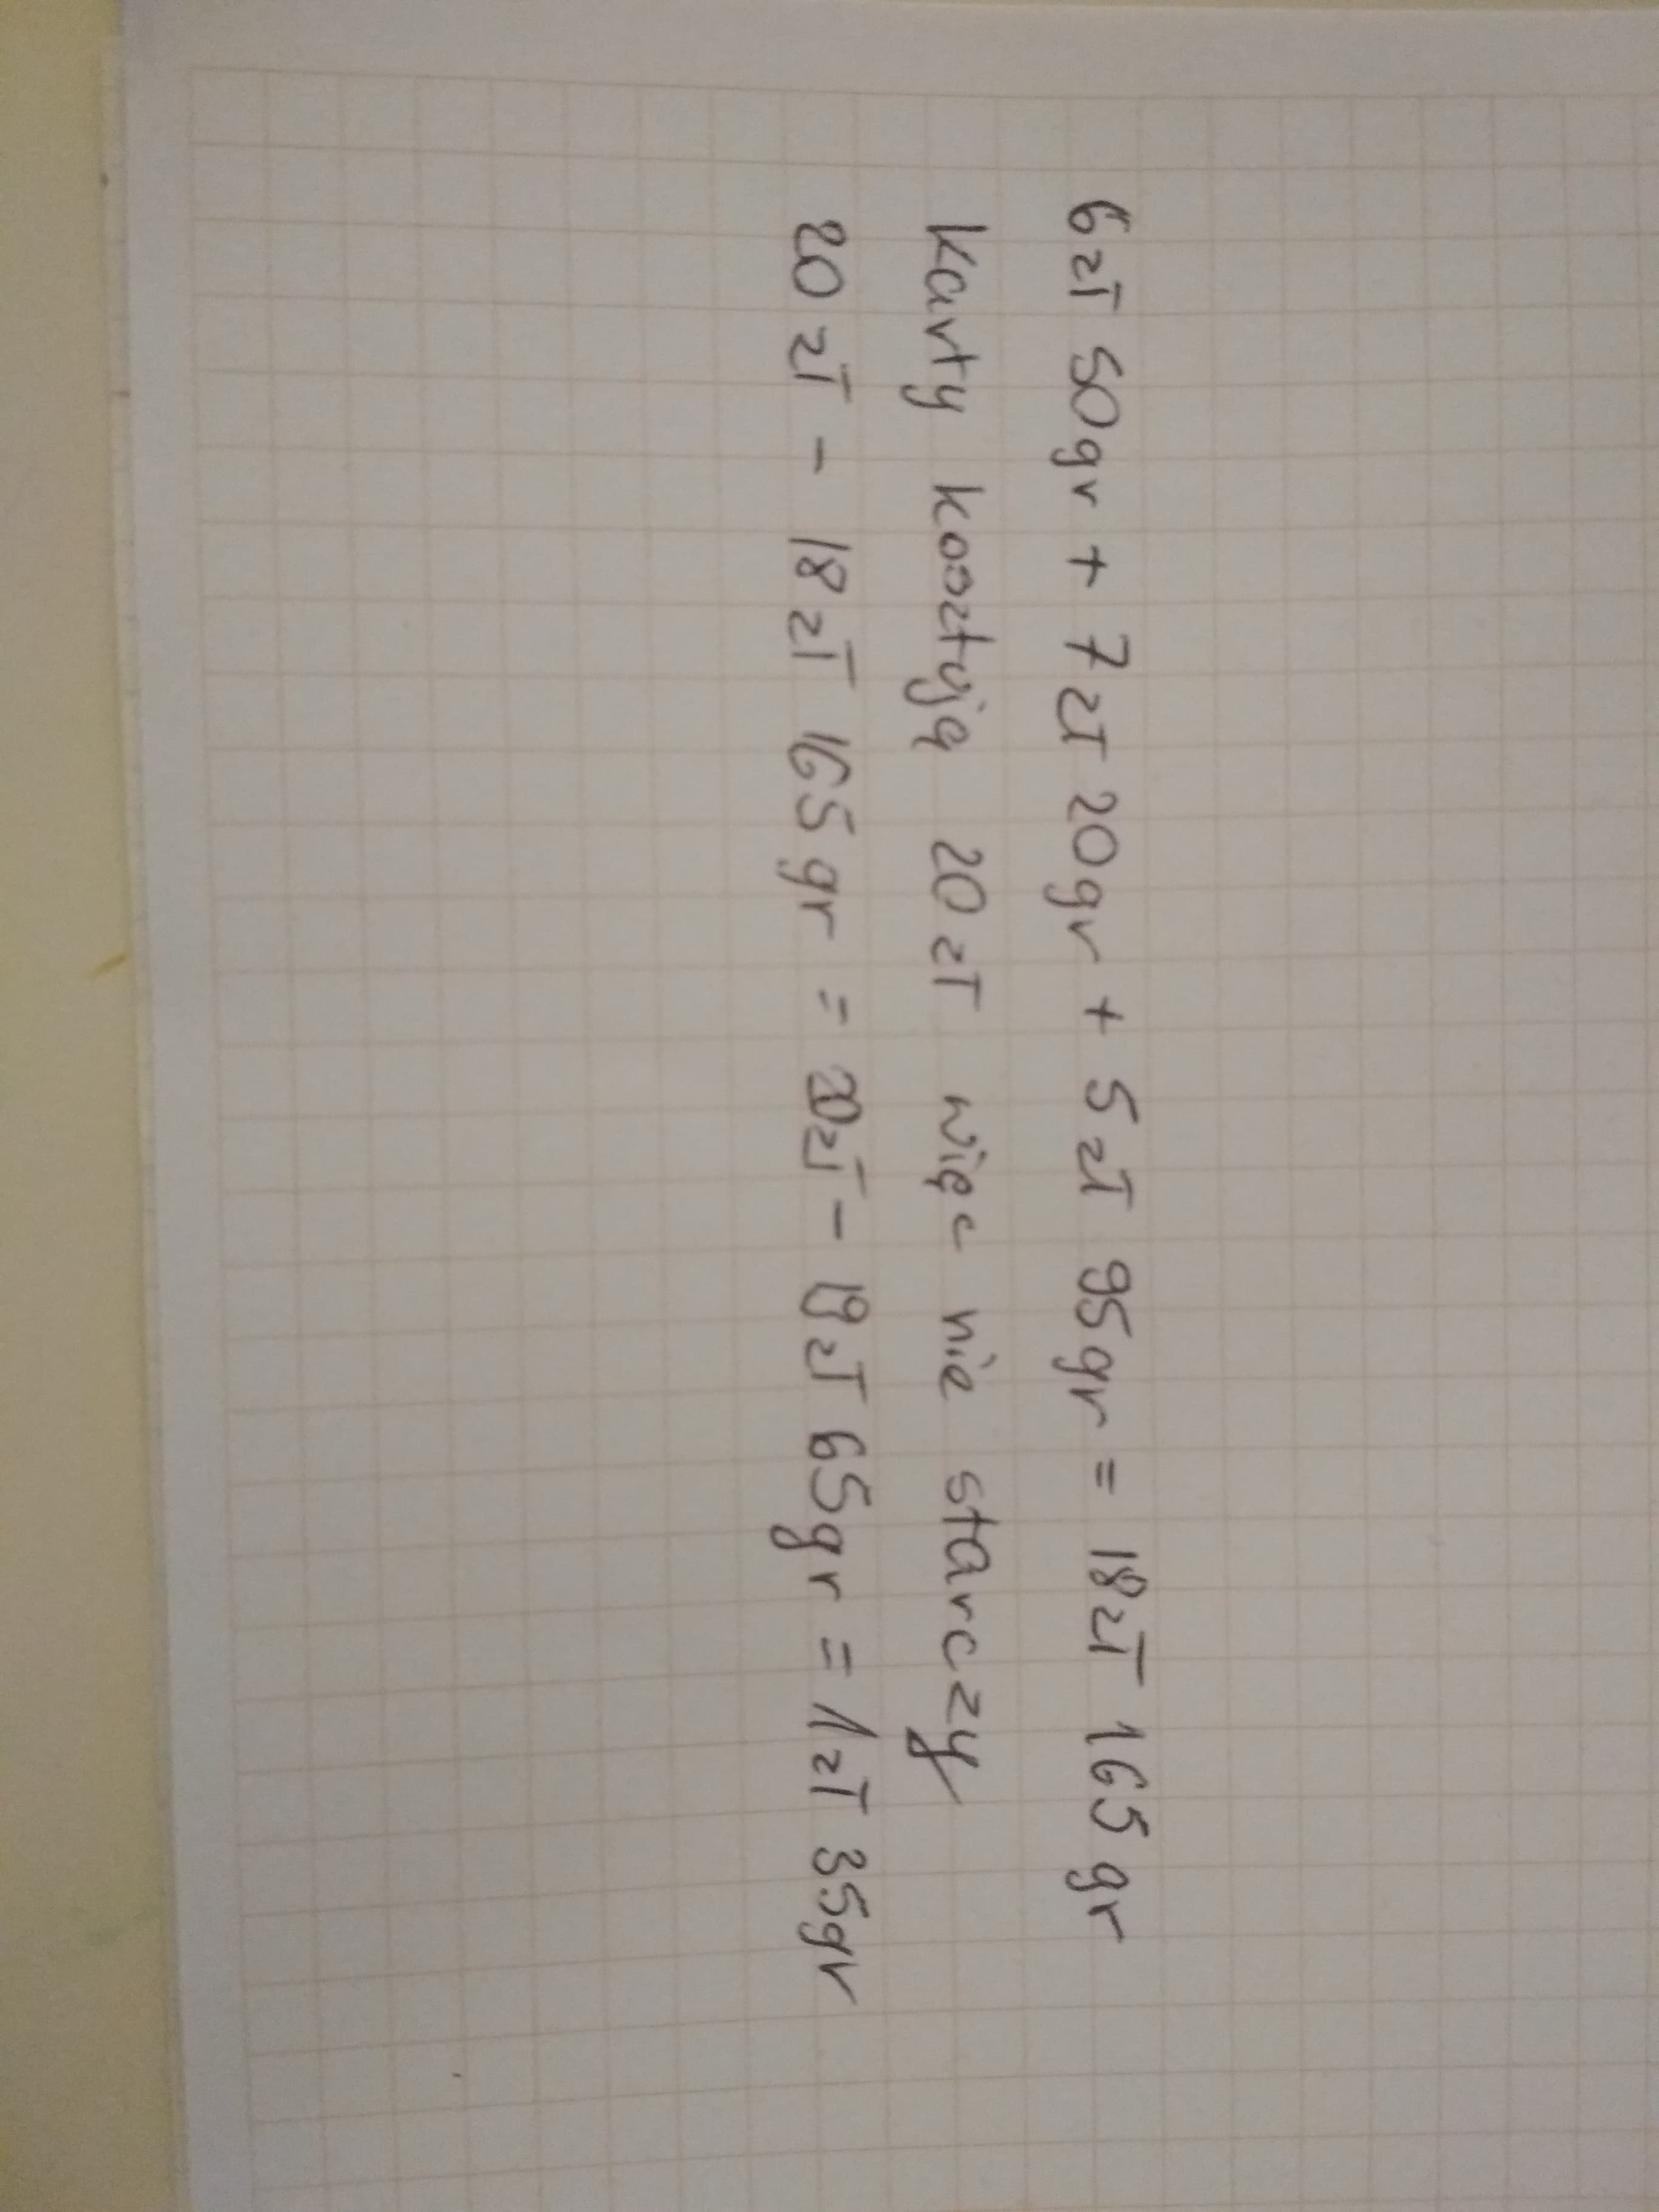 6zł 50gr + 7zł 20gr + 5zł 95gr = 18zł 165gr
Karty kosztują 20zł więc nie starczy
20zł - 18zł 165gr = 20zł - 19zł 65gr = 1zł 35gr